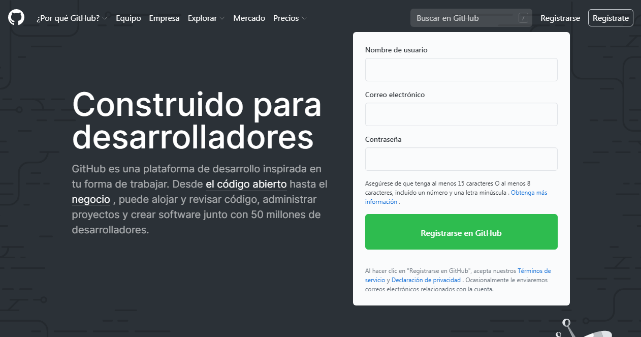 ¿Por qué GitHub?
Equipo
Empresa
Explorar
Mercado
Precios
Buscar en GitHub
/
Registrarse
Regístrate
Construido para
desarrolladores
GitHub es una plataforma de desarrollo inspirada en
tu forma de trabajar. Desde el código abierto hasta el
negocio , puede alojar y revisar código, administrar
proyectos y crear software junto con 50 millones de
desarrolladores.
Nombre de usuario
Correo electrónico
Contraseña
Asegúrese de que tenga al menos 15 caracteres O al menos 8
caracteres, incluido un número y una letra minúscula . Obtenga más
información .
Registrarse en GitHub
Al hacer clic en "Registrarse en GitHub", acepta nuestros Términos de
servicio y Declaración de privacidad . Ocasionalmente le enviaremos
correos electrónicos relacionados con la cuenta.